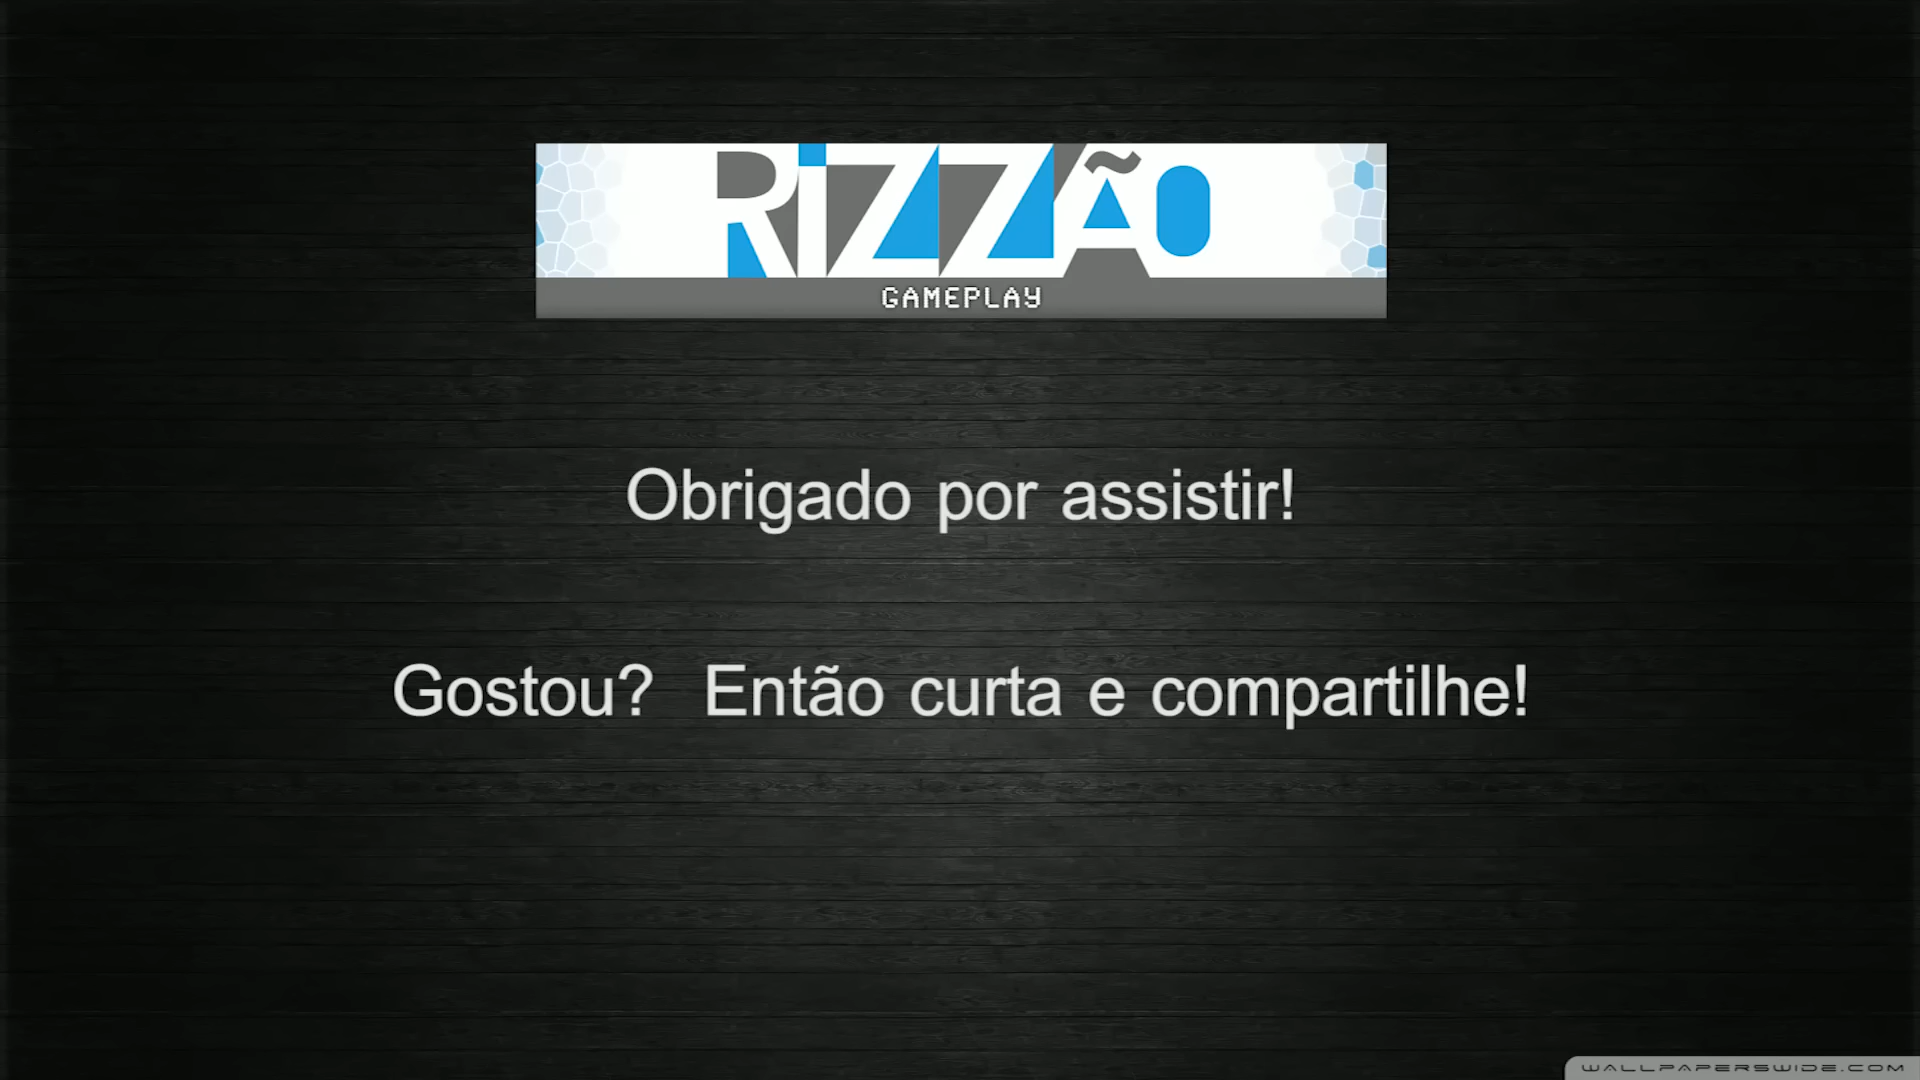 RiZZÃO
GAMEPLAY
Obrigado por assistir!
Gostou? Então curta e compartilhe!
WALLPAPERSWIDE.COM